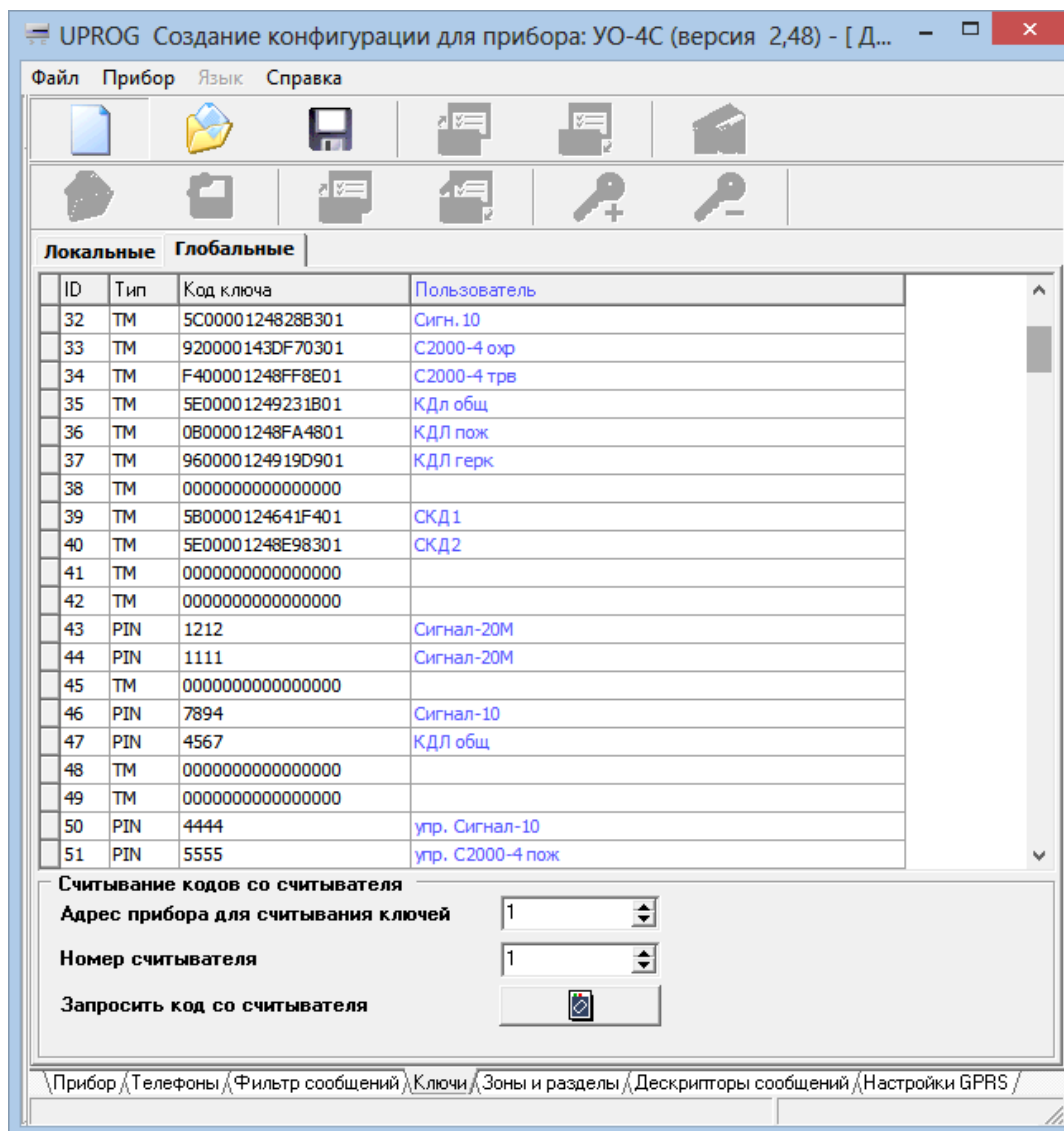 UPROG Создание конфигурации для прибора: УО-4С (версия 2,48) - [ Д...
Файл Прибор Язык Справка
Локальные Глобальные
ID Тип Код ключа Пользователь
32 TM 5C0000124828B301 Сигн.10
33 TM 920000143DF70301 С2000-4 охр
34 TM F400001248FF8E01 С2000-4 трв
35 TM 5E00001249231B01 КДл общ
36 TM 0B00001248FA4801 КДЛ пож
37 TM 960000124919D901 КДЛ герк
38 TM 0000000000000000
39 TM 5B0000124641F401 СКД1
40 TM 5E00001248E98301 СКД2
41 TM 0000000000000000
42 TM 0000000000000000
43 PIN 1212 Сигнал-20М
44 PIN 1111 Сигнал-20М
45 TM 0000000000000000
46 PIN 7894 Сигнал-10
47 PIN 4567 КДЛ общ
48 TM 0000000000000000
49 TM 0000000000000000
50 PIN 4444 упр. Сигнал-10
51 PIN 5555 упр. С2000-4 пож
Считывание кодов со считывателя
Адрес прибора для считывания ключей 1
Номер считывателя 1
Запросить код со считывателя
Прибор Телефоны Фильтр сообщений Ключи Зоны и разделы Дескрипторы сообщений Настройки GPRS